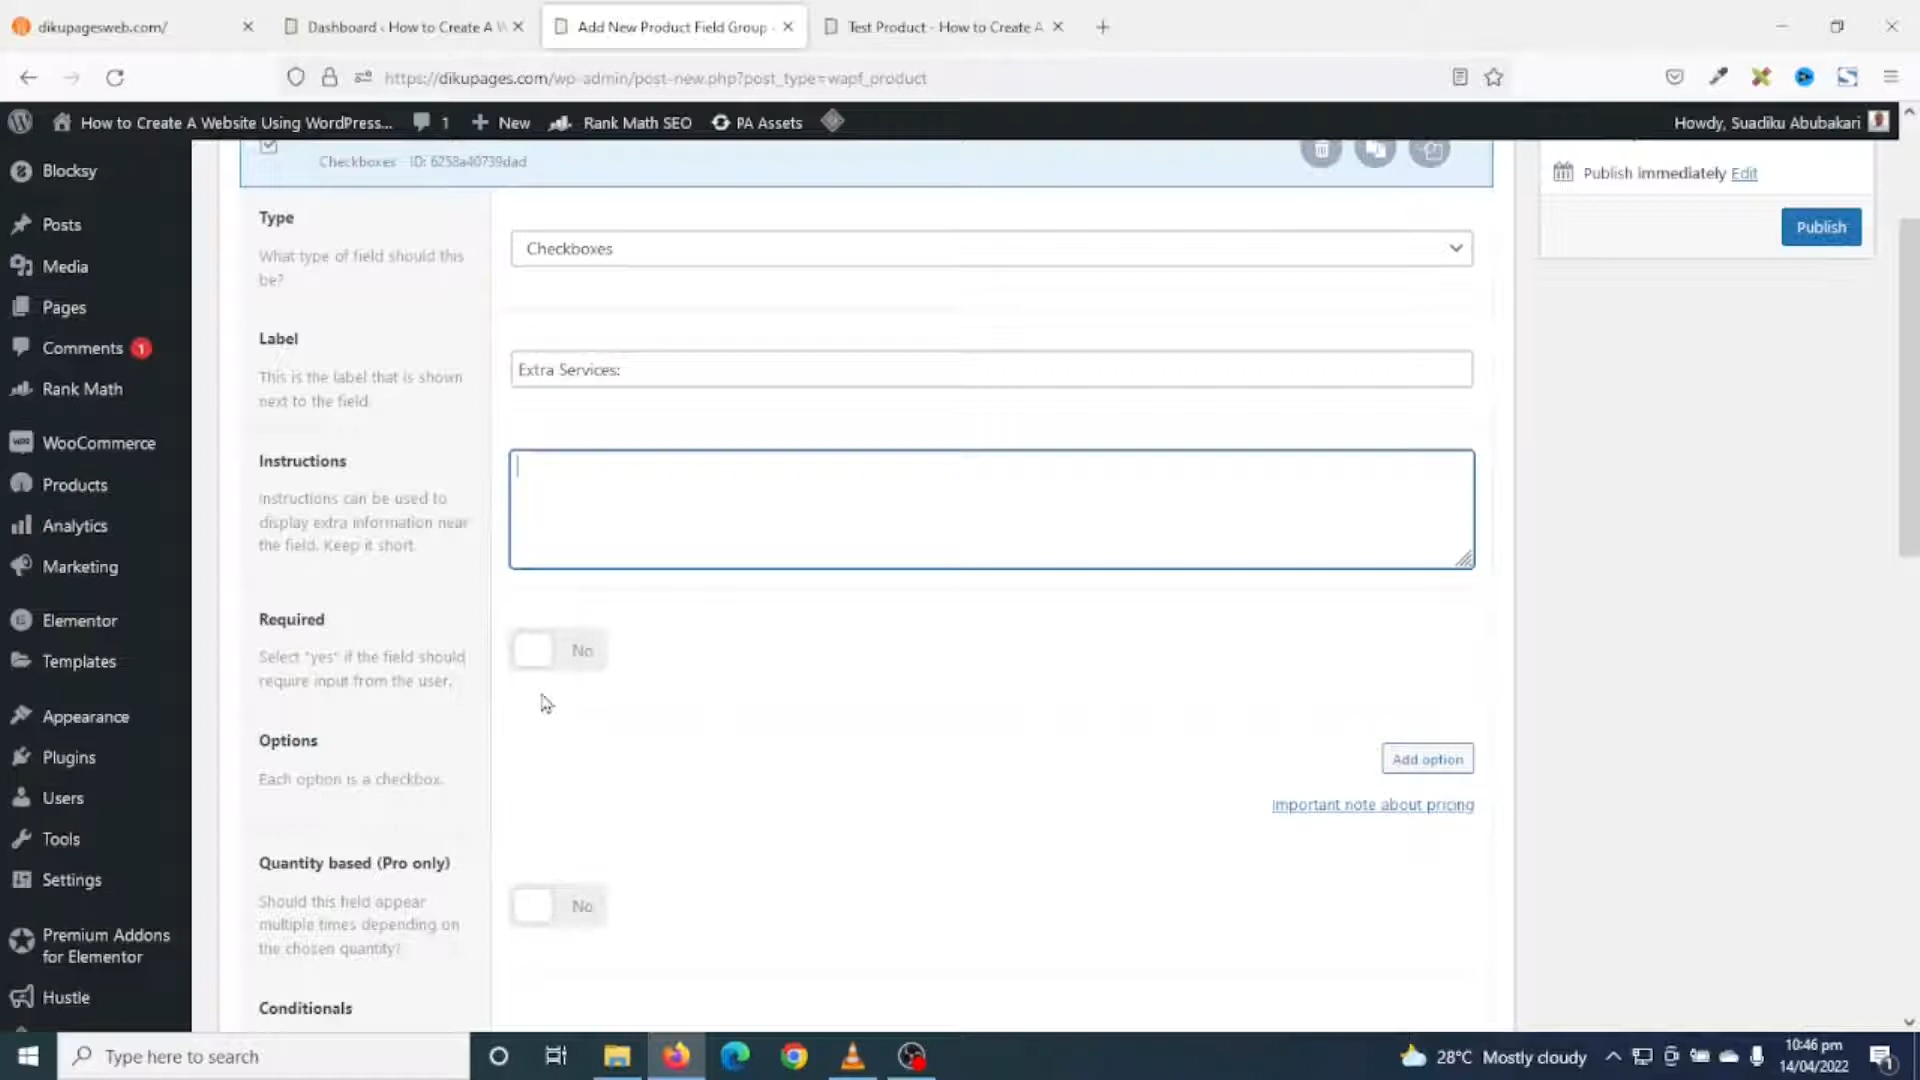 dikupagesweb.com/
Dashboard ‹ How to Create A W
Add New Product Field Group -
Test Product - How to Create A
https://dikupages.com/wp-admin/post-new.php?post_type=wapf_product
How to Create A Website Using WordPress...
1
New
Rank Math SEO
PA Assets
Howdy, Suadiku Abubakari
Blocksy
Posts
Media
Pages
Comments 1
Rank Math
WooCommerce
Products
Analytics
Marketing
Elementor
Templates
Appearance
Plugins
Users
Tools
Settings
Premium Addons
for Elementor
Hustle
Checkboxes ID: 6258a40739dad
Type
What type of field should this
be?
Checkboxes
Label
This is the label that is shown
next to the field.
Extra Services:
Instructions
Instructions can be used to
display extra information near
the field. Keep it short.
Required
Select "yes" if the field should
require input from the user.
No
Options
Each option is a checkbox.
Add option
Important note about pricing
Quantity based (Pro only)
Should this field appear
multiple times depending on
the chosen quantity?
No
Conditionals
Publish immediately Edit
Publish
Type here to search
28°C Mostly cloudy
10:46 pm
14/04/2022
1